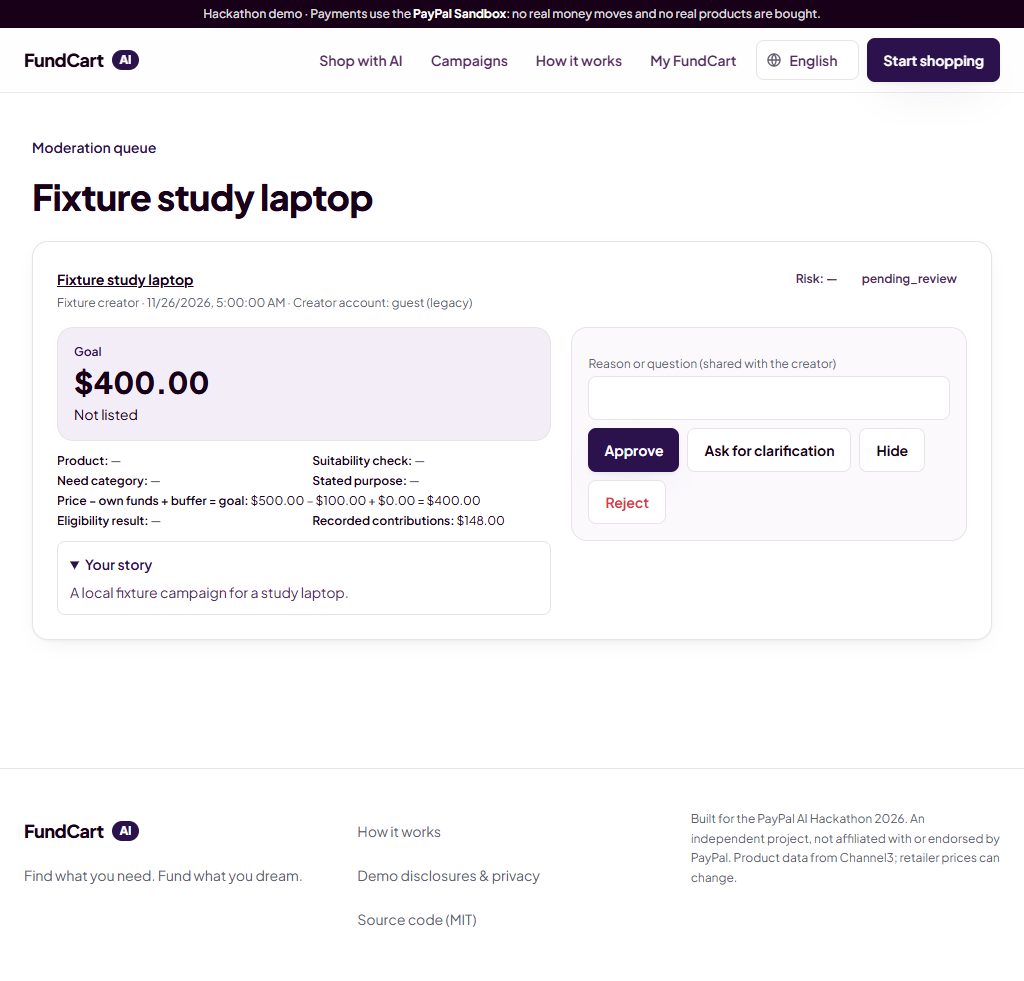 Hackathon demo · Payments use the PayPal Sandbox: no real money moves and no real products are bought.
FundCart AI
Shop with AI
Campaigns
How it works
My FundCart
English
Start shopping
Moderation queue
Fixture study laptop
Fixture study laptop
Risk: —
pending_review
Fixture creator · 11/26/2026, 5:00:00 AM · Creator account: guest (legacy)
Goal
$400.00
Not listed
Product: —
Suitability check: —
Need category: —
Stated purpose: —
Price − own funds + buffer = goal: $500.00 − $100.00 + $0.00 = $400.00
Eligibility result: —
Recorded contributions: $148.00
▼ Your story
A local fixture campaign for a study laptop.
Reason or question (shared with the creator)
Approve
Ask for clarification
Hide
Reject
FundCart AI
Find what you need. Fund what you dream.
How it works
Demo disclosures & privacy
Source code (MIT)
Built for the PayPal AI Hackathon 2026. An
independent project, not affiliated with or endorsed by
PayPal. Product data from Channel3; retailer prices can
change.